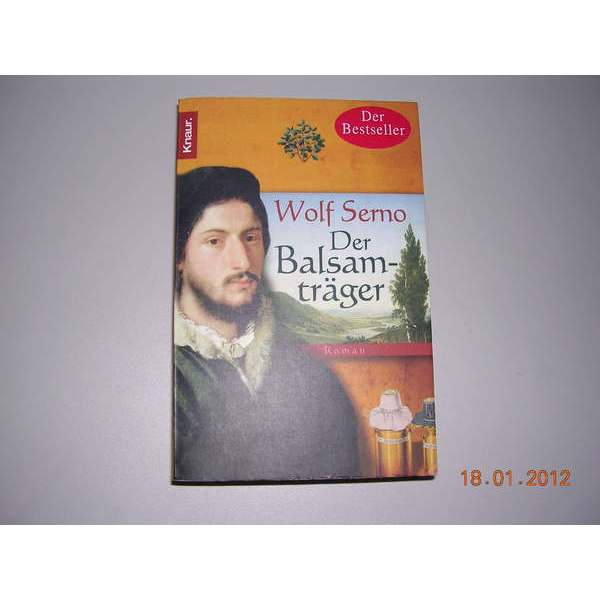 Knaur.
Der
Bestseller
Wolf Serno
Der
Balsam-
träger
Roman
18.01.2012